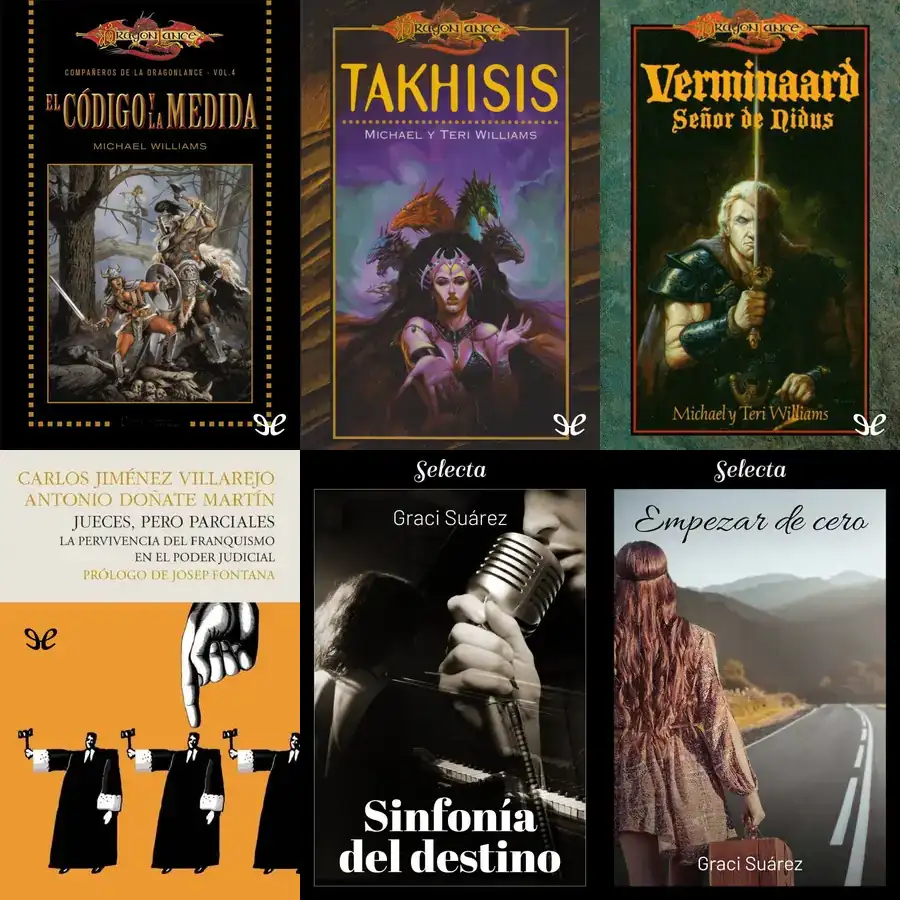 DRAGONLANCE
COMPAÑEROS DE LA DRAGONLANCE - VOL.4
EL CÓDIGO Y LA MEDIDA
MICHAEL WILLIAMS
DRAGONLANCE
TAKHISIS
MICHAEL Y TERI WILLIAMS
DRAGONLANCE
Verminaard
Señor de Nidus
Michael y Teri Williams
CARLOS JIMÉNEZ VILLAREJO
ANTONIO DOÑATE MARTÍN
JUECES, PERO PARCIALES
LA PERVIVENCIA DEL FRANQUISMO
EN EL PODER JUDICIAL
PRÓLOGO DE JOSEP FONTANA
Selecta
Graci Suárez
Sinfonía
del destino
Selecta
Empezar de cero
Graci Suárez